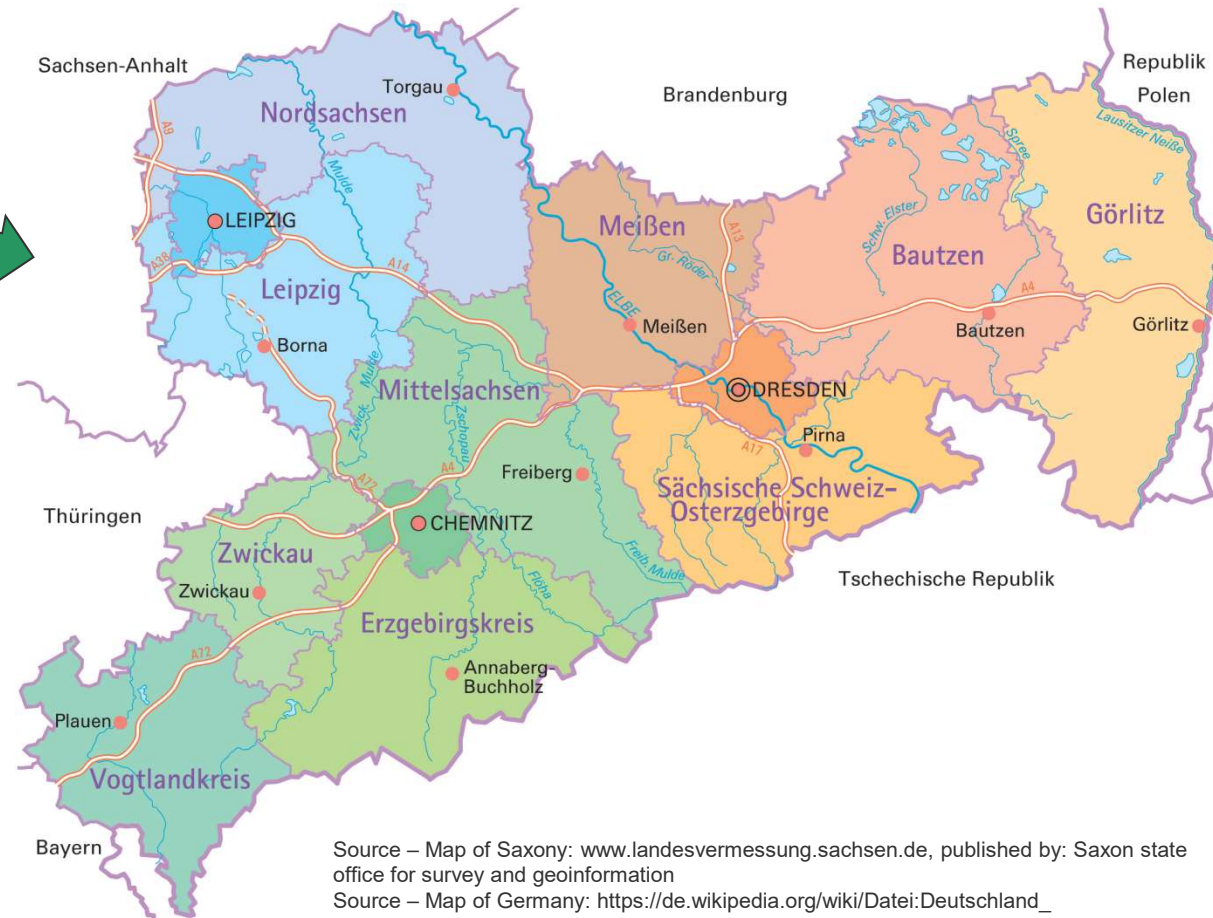 Sachsen-Anhalt
Brandenburg
Republik
Polen
Torgau
Nordsachsen
A9
Mulde
Spree
Lausitzer Neiße
LEIPZIG
Meißen
A13
Schw. Elster
Görlitz
Bautzen
Gr. Röder
A38
A14
Leipzig
ELBE
A4
Meißen
Bautzen
Görlitz
Borna
Zwick. Mulde
Mittelsachsen
Zschopau
DRESDEN
Pirna
A17
A72
A4
Freiberg
Sächsische Schweiz-
Osterzgebirge
Thüringen
CHEMNITZ
Zwickau
Freib. Mulde
Flöha
Tschechische Republik
Zwickau
Erzgebirgskreis
A72
Annaberg-
Buchholz
Plauen
Vogtlandkreis
Bayern
Source – Map of Saxony: www.landesvermessung.sachsen.de, published by: Saxon state
office for survey and geoinformation
Source – Map of Germany: https://de.wikipedia.org/wiki/Datei:Deutschland_